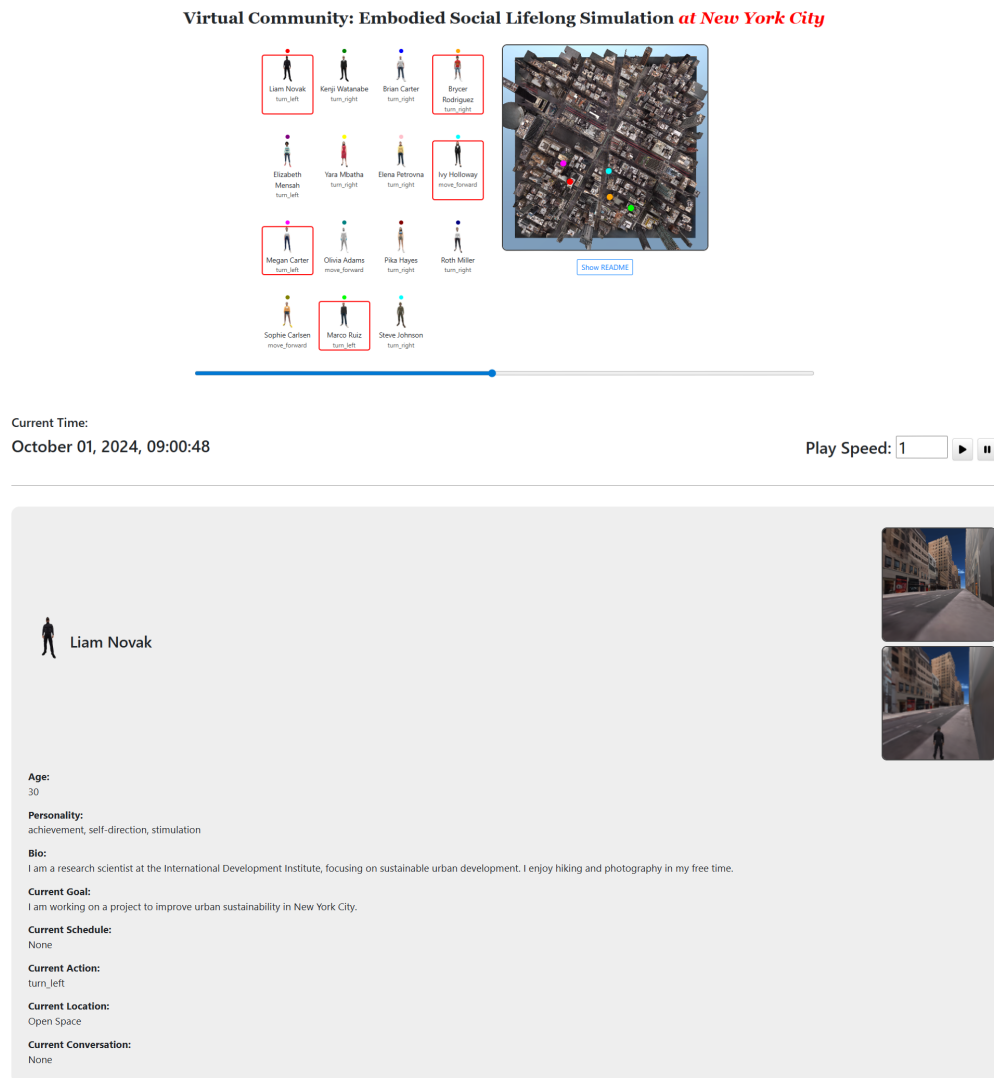 Virtual Community: Embodied Social Lifelong Simulation at New York City
Liam Novak
turn_left
Kenji Watanabe
turn_right
Brian Carter
turn_right
Brycer
Rodriguez
turn_right
Elizabeth
Mensah
turn_left
Yara Mbatha
turn_right
Elena Petrovna
turn_right
Ivy Holloway
move_forward
Megan Carter
turn_left
Olivia Adams
move_forward
Pika Hayes
turn_right
Roth Miller
turn_right
Sophie Carlsen
move_forward
Marco Ruiz
turn_left
Steve Johnson
turn_right
Show README
Current Time:
October 01, 2024, 09:00:48
Play Speed: 1
Liam Novak
Age:
30
Personality:
achievement, self-direction, stimulation
Bio:
I am a research scientist at the International Development Institute, focusing on sustainable urban development. I enjoy hiking and photography in my free time.
Current Goal:
I am working on a project to improve urban sustainability in New York City.
Current Schedule:
None
Current Action:
turn_left
Current Location:
Open Space
Current Conversation:
None